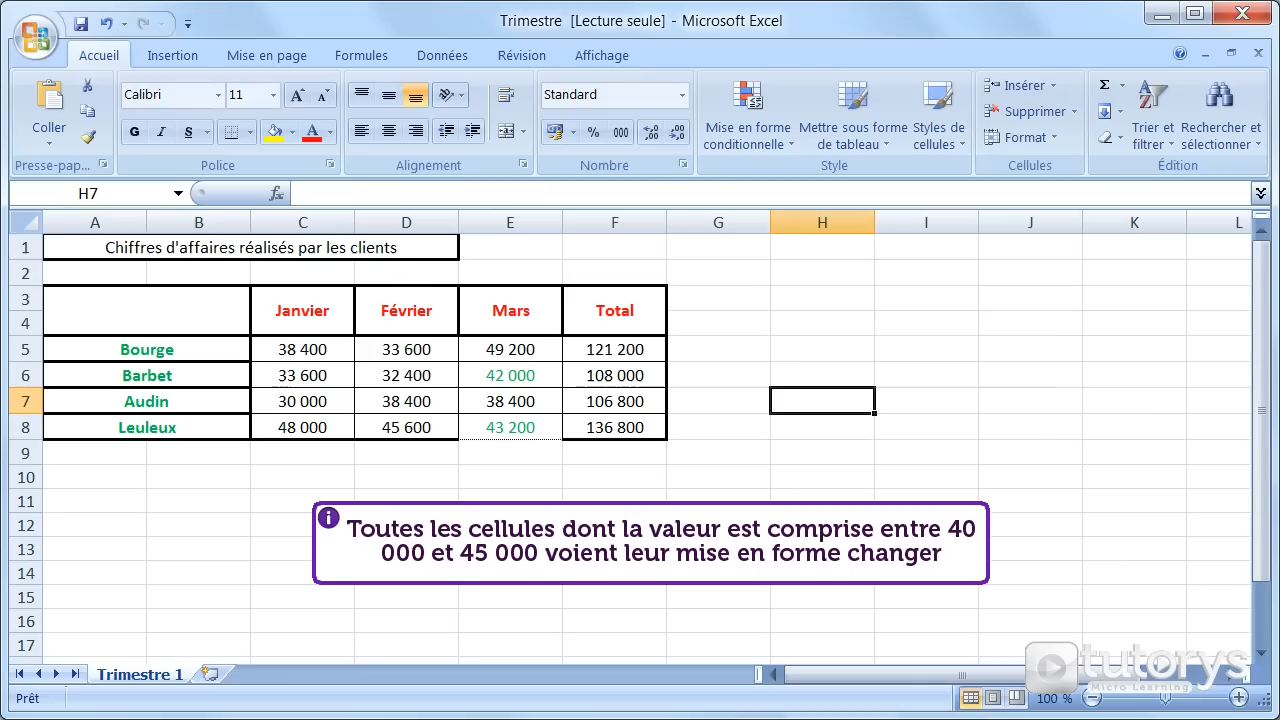 Trimestre [Lecture seule] - Microsoft Excel
Accueil Insertion Mise en page Formules Données Révision Affichage
Calibri 11 Standard Insérer
Coller Mise en forme conditionnelle Mettre sous forme de tableau Styles de cellules Supprimer Trier et filtrer Rechercher et sélectionner
G I S % 000 Format
Presse-pap... Police Alignement Nombre Style Cellules Édition
H7 fx
A B C D E F G H I J K L
1 Chiffres d'affaires réalisés par les clients
2
3 Janvier Février Mars Total
4
5 Bourge 38 400 33 600 49 200 121 200
6 Barbet 33 600 32 400 42 000 108 000
7 Audin 30 000 38 400 38 400 106 800
8 Leuleux 48 000 45 600 43 200 136 800
9
10
11
12
13
14
15
16
17
i Toutes les cellules dont la valeur est comprise entre 40
000 et 45 000 voient leur mise en forme changer
Trimestre 1
tutorys
Micro Learning
Prêt 100 %